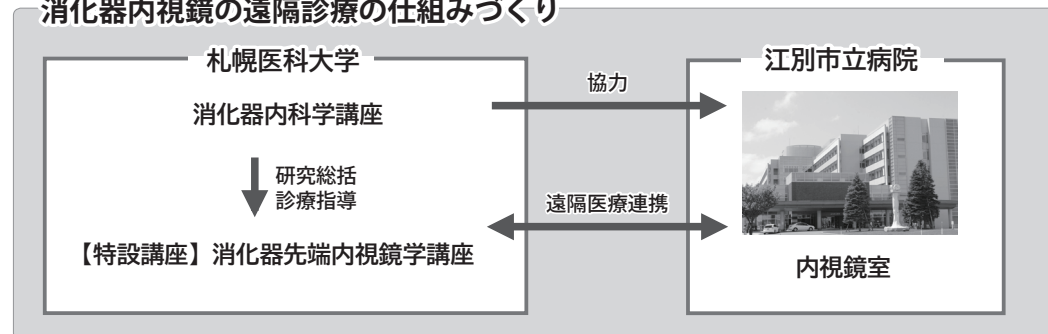 消化器内視鏡の遠隔診療の仕組みづくり
札幌医科大学
消化器内科学講座
研究総括
診療指導
【特設講座】消化器先端内視鏡学講座
協力
遠隔医療連携
江別市立病院
内視鏡室